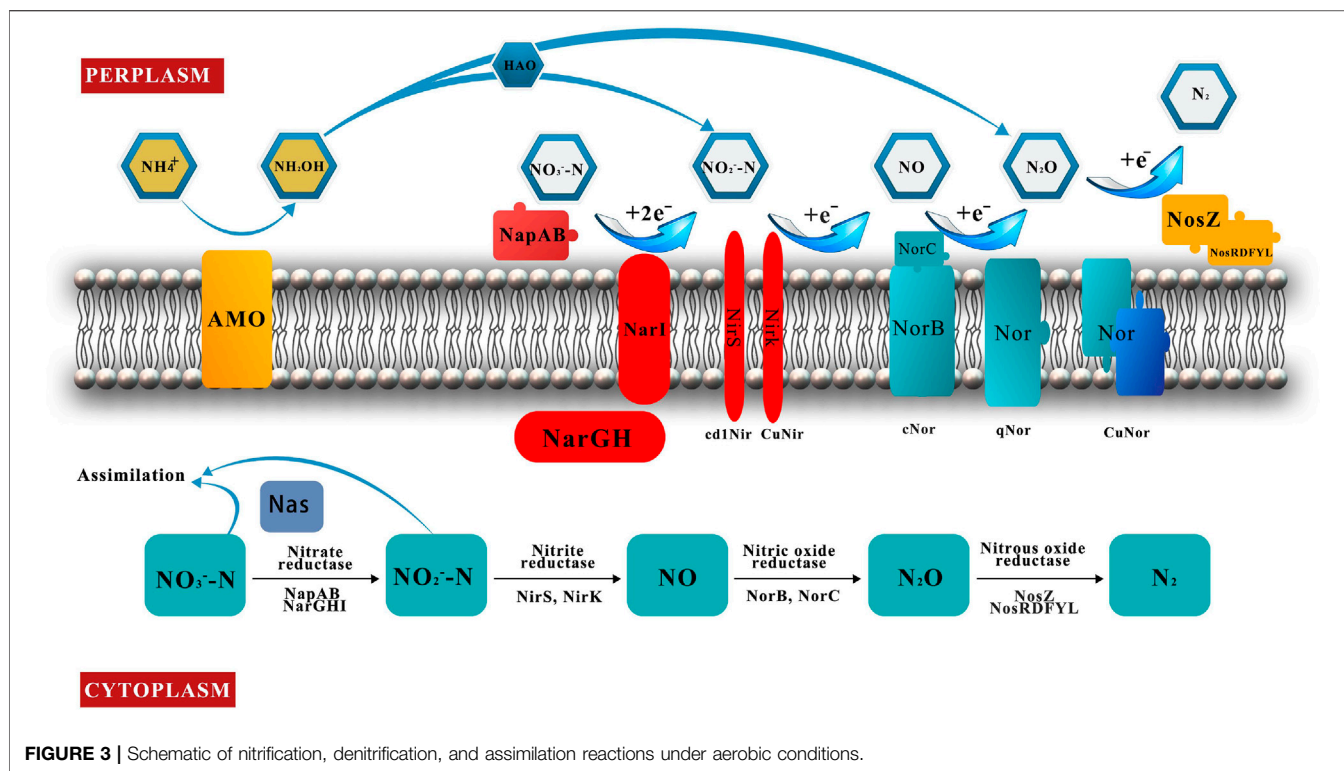 PERPLASM
HAO
N₂
NH₄⁺
NH₂OH
NO₃⁻-N
NO₂⁻-N
NO
N₂O
+e⁻
NapAB
+2e⁻
+e⁻
+e⁻
NosZ
NosRDFYL
NorC
AMO
NarI
NirS
Nirk
NorB
Nor
Nor
NarGH
cd1Nir
CuNir
cNor
qNor
CuNor
Assimilation
Nas
NO₃⁻-N
Nitrate
reductase
NapAB
NarGHI
NO₂⁻-N
Nitrite
reductase
NirS, NirK
NO
Nitric oxide
reductase
NorB, NorC
N₂O
Nitrous oxide
reductase
NosZ
NosRDFYL
N₂
CYTOPLASM
FIGURE 3 | Schematic of nitrification, denitrification, and assimilation reactions under aerobic conditions.